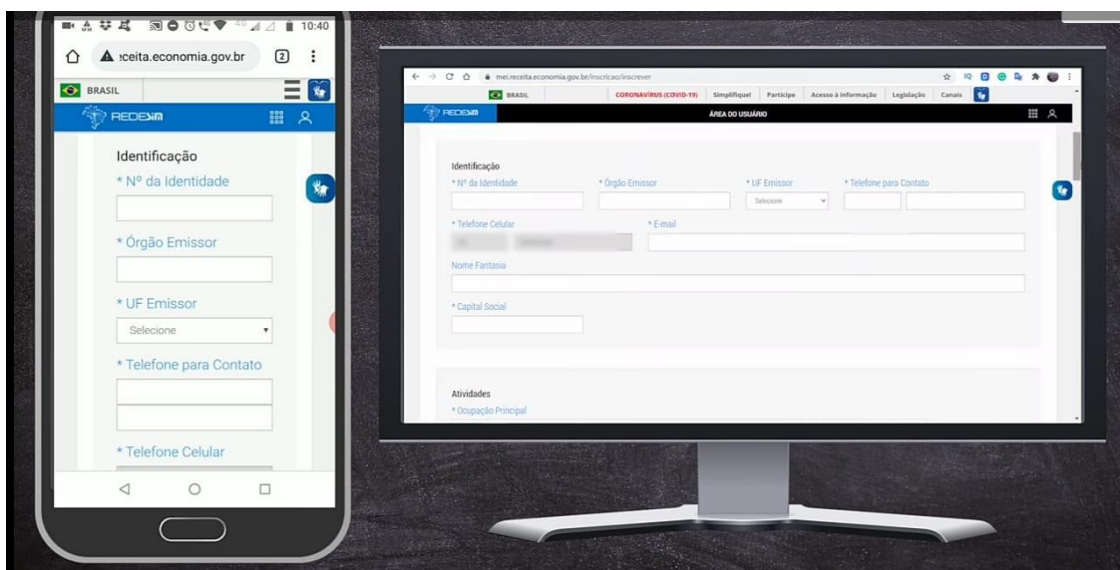 4G 10:40
:ceita.economia.gov.br 2
BRASIL
REDESIM
Identificação
* Nº da Identidade
* Órgão Emissor
* UF Emissor
Selecione
* Telefone para Contato
* Telefone Celular
mei.receita.economia.gov.br/inscricao/inscrever
BRASIL CORONAVÍRUS (COVID-19) Simplifique! Participe Acesso à informação Legislação Canais
REDESIM ÁREA DO USUÁRIO
Identificação
* Nº da Identidade * Órgão Emissor * UF Emissor * Telefone para Contato
Selecione
* Telefone Celular * E-mail
Nome Fantasia
* Capital Social
Atividades
* Ocupação Principal